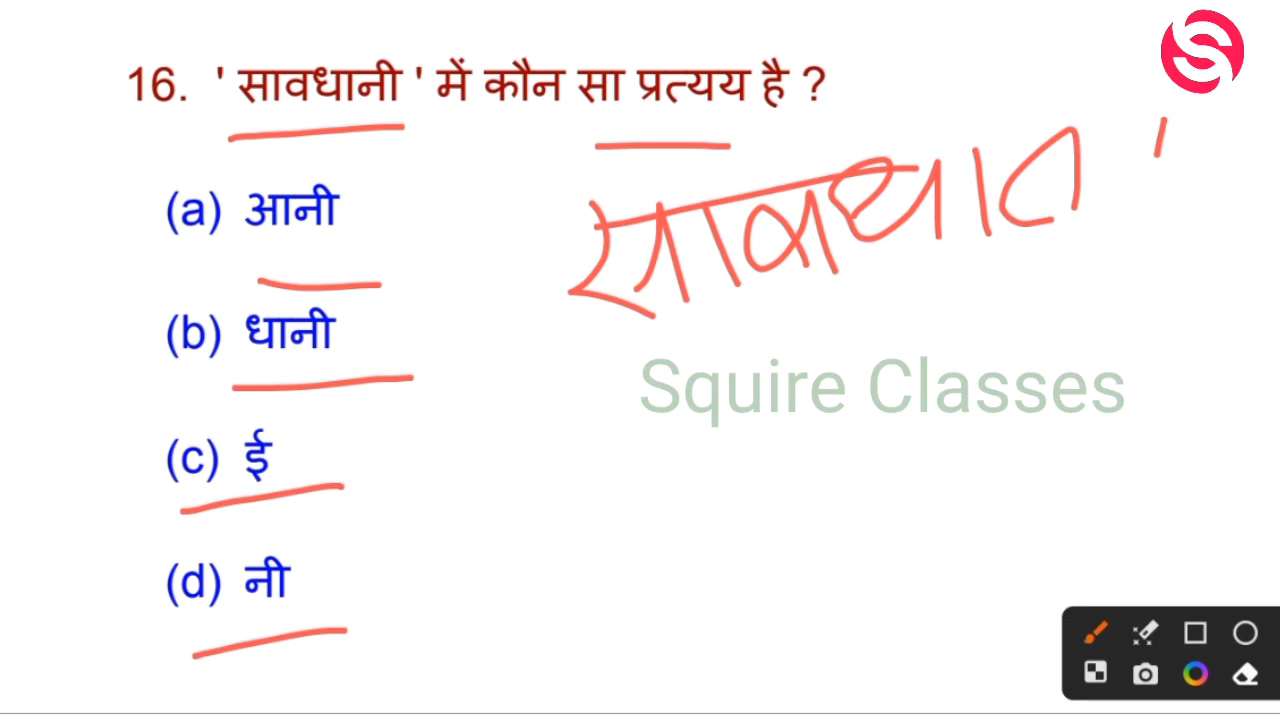 16. ' सावधानी ' में कौन सा प्रत्यय है ?
सावधान
(a) आनी
(b) धानी
Squire Classes
(c) ई
(d) नी